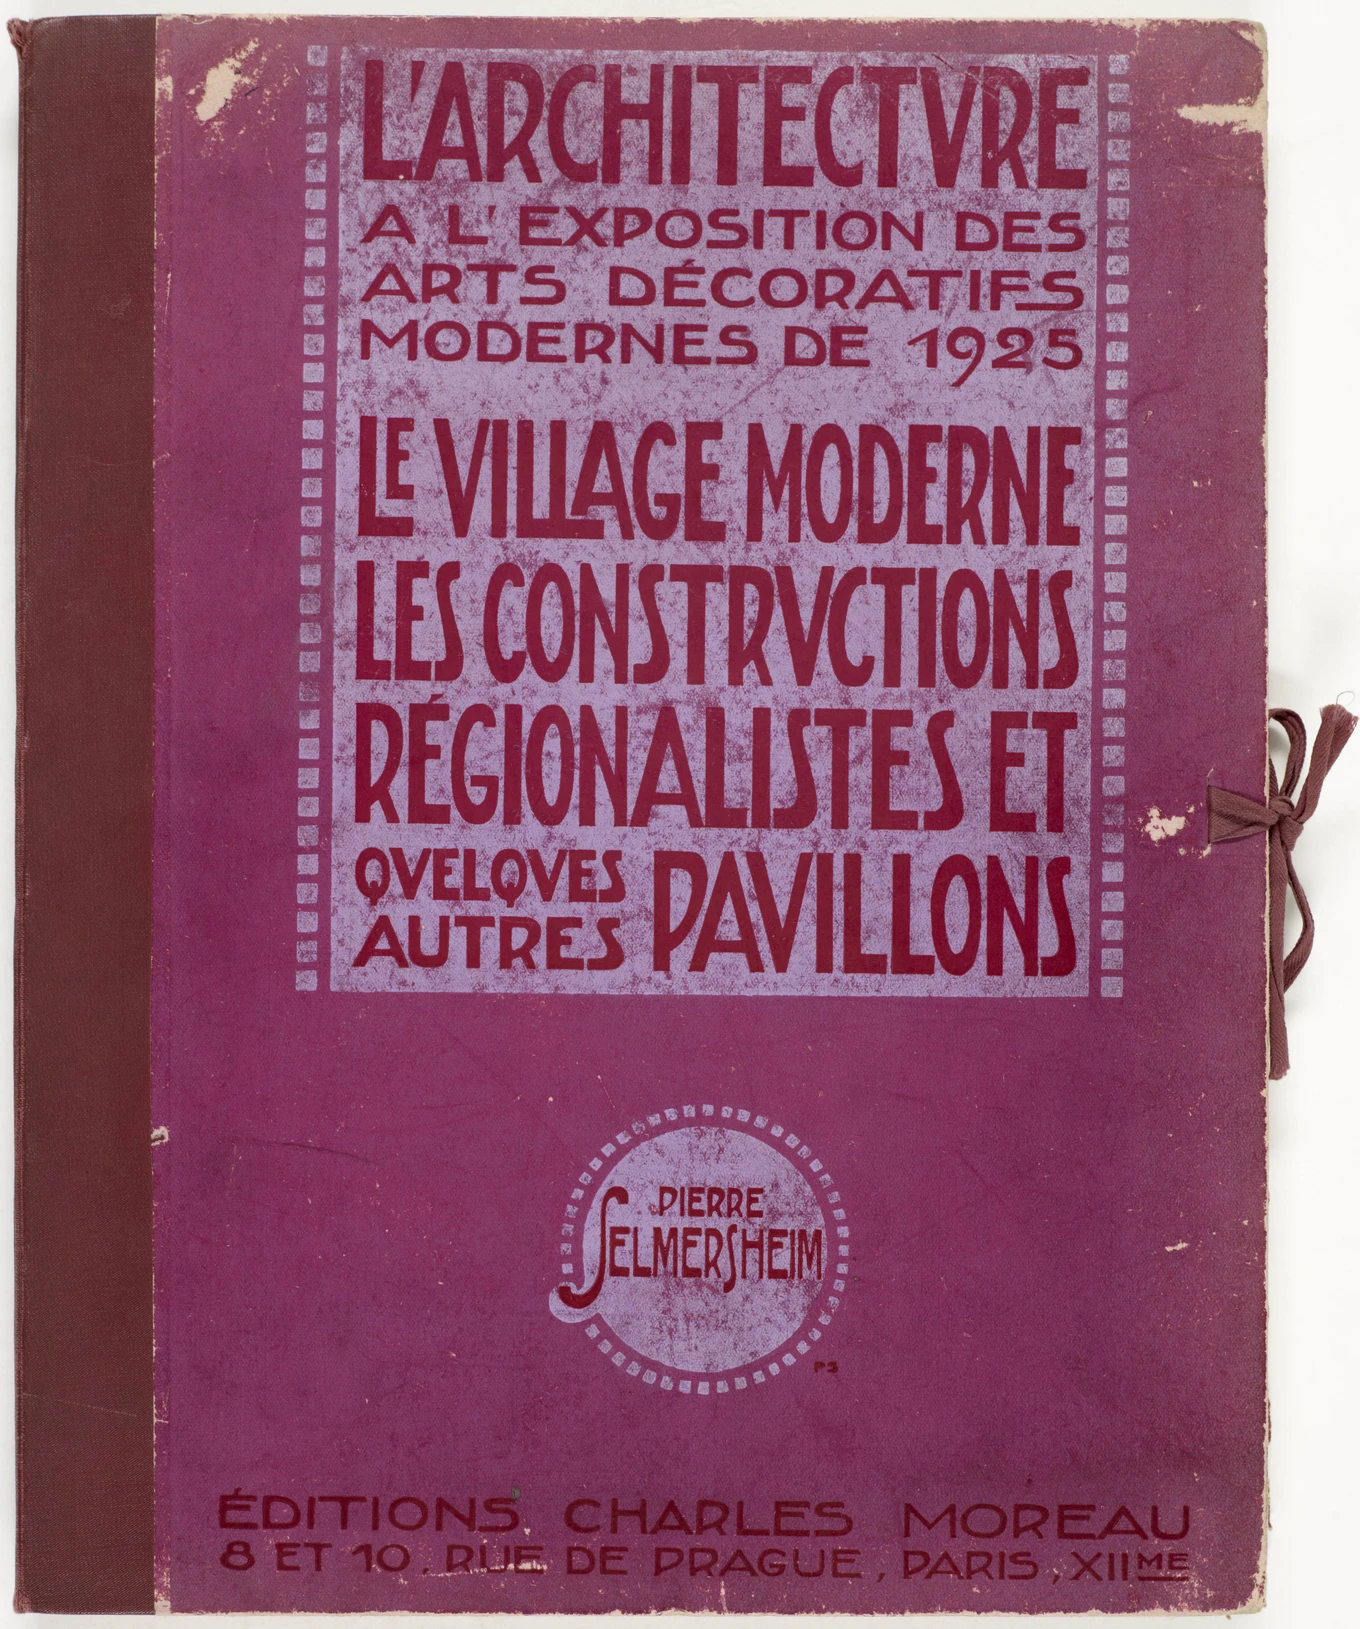 L'ARCHITECTVRE
A L'EXPOSITION DES
ARTS DÉCORATIFS
MODERNES DE 1925
LE VILLAGE MODERNE
LES CONSTRVCTIONS
RÉGIONALISTES ET
QVELQVES
AUTRES PAVILLONS
PIERRE
SELMERSHEIM
PS
ÉDITIONS CHARLES MOREAU
8 ET 10, RUE DE PRAGUE, PARIS, XIIME